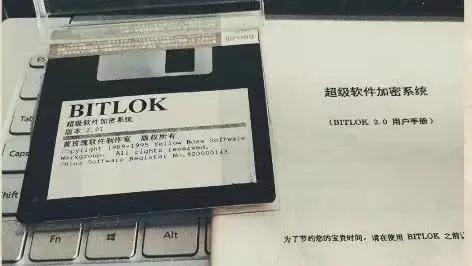 BITLOK
超级软件加密系统
版本 2.01
黄玫瑰软件制作室 版权所有
Copyright 1989-1995 Yellow Rose Software
Workgroup. All rights reserved.
China Software Register No.920000143
超级软件加密系统
(BITLOK 2.0 用户手册)
为了节约您的宝贵时间，请在使用 BITLOK 之前
Tab
Caps
Shift
Fn
Alt